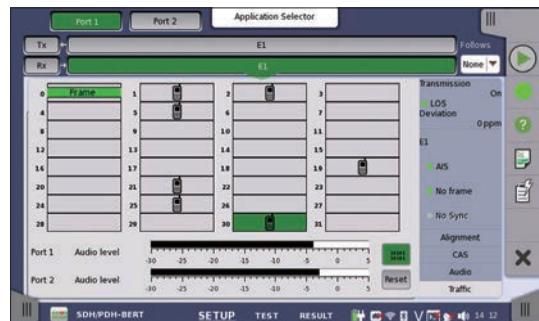 Port 1 Port 2 Application Selector
Tx E1 Follows
Rx E1 None
Transmission
On
LOS
Deviation
0 ppm
E1
AIS
No frame
No Sync
Alignment
CAS
Audio
Traffic
0 Frame 1 2 3
4 5 6 7
8 9 10 11
12 13 14 15
16 17 18 19
20 21 22 23
24 25 26 27
28 29 30 31
Port 1 Audio level
-30 -25 -20 -15 -10 -5 0 5
Port 2 Audio level
-30 -25 -20 -15 -10 -5 0 5
Reset
SDH/PDH-BERT SETUP TEST RESULT 14 12